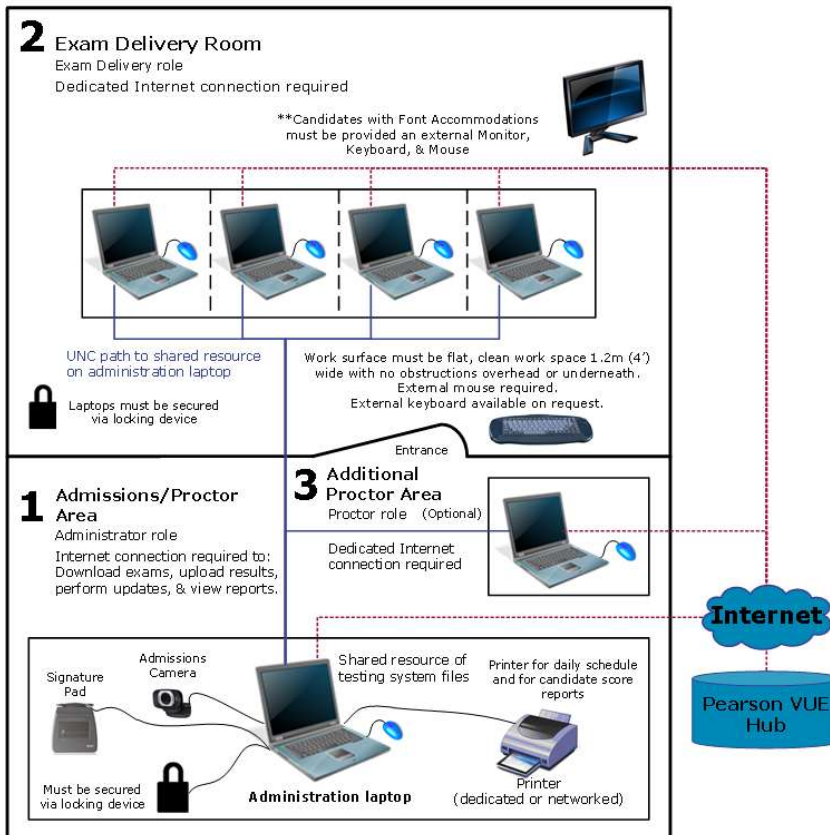 2 Exam Delivery Room
Exam Delivery role
Dedicated Internet connection required
**Candidates with Font Accommodations
must be provided an external Monitor,
Keyboard, & Mouse
UNC path to shared resource
on administration laptop
Laptops must be secured
via locking device
Work surface must be flat, clean work space 1.2m (4')
wide with no obstructions overhead or underneath.
External mouse required.
External keyboard available on request.
Entrance
1 Admissions/Proctor
Area
Administrator role
Internet connection required to:
Download exams, upload results,
perform updates, & view reports.
3 Additional
Proctor Area
Proctor role (Optional)
Dedicated Internet
connection required
Internet
Pearson VUE
Hub
Signature
Pad
Admissions
Camera
Shared resource of
testing system files
Printer for daily schedule
and for candidate score
reports
Must be secured
via locking device
Administration laptop
Printer
(dedicated or networked)